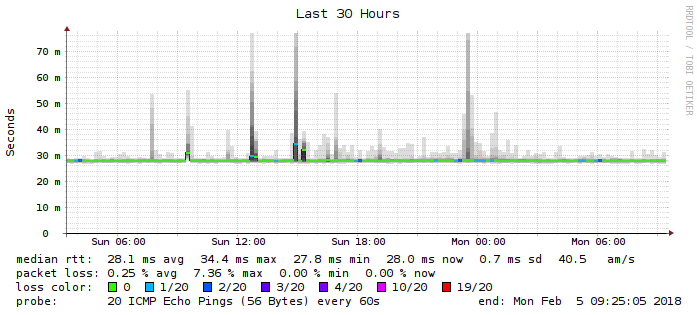 Last 30 Hours
RRDTOOL / TOBI OETIKER
Seconds
70 m
60 m
50 m
40 m
30 m
20 m
10 m
0
Sun 06:00 Sun 12:00 Sun 18:00 Mon 00:00 Mon 06:00
median rtt: 28.1 ms avg 34.4 ms max 27.8 ms min 28.0 ms now 0.7 ms sd 40.5 am/s
packet loss: 0.25 % avg 7.36 % max 0.00 % min 0.00 % now
loss color: 0 1/20 2/20 3/20 4/20 10/20 19/20
probe: 20 ICMP Echo Pings (56 Bytes) every 60s end: Mon Feb 5 09:25:05 2018